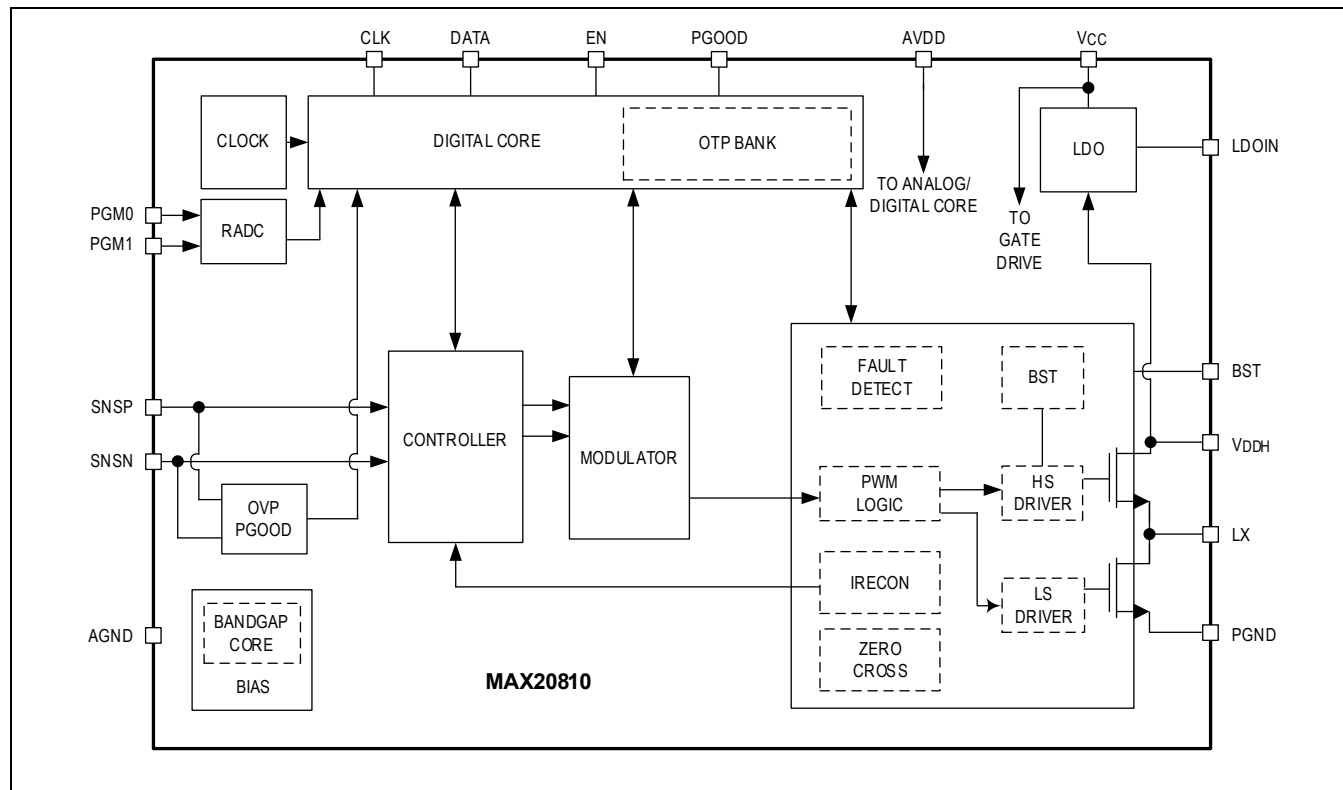 CLK
DATA
EN
PGOOD
AVDD
VCC
CLOCK
DIGITAL CORE
OTP BANK
LDO
LDOIN
TO ANALOG/
DIGITAL CORE
TO
GATE
DRIVE
PGM0
PGM1
RADC
FAULT
DETECT
BST
BST
SNSP
SNSN
CONTROLLER
MODULATOR
VDDH
OVP
PGOOD
PWM
LOGIC
HS
DRIVER
LX
IRECON
LS
DRIVER
AGND
BANDGAP
CORE
BIAS
ZERO
CROSS
PGND
MAX20810